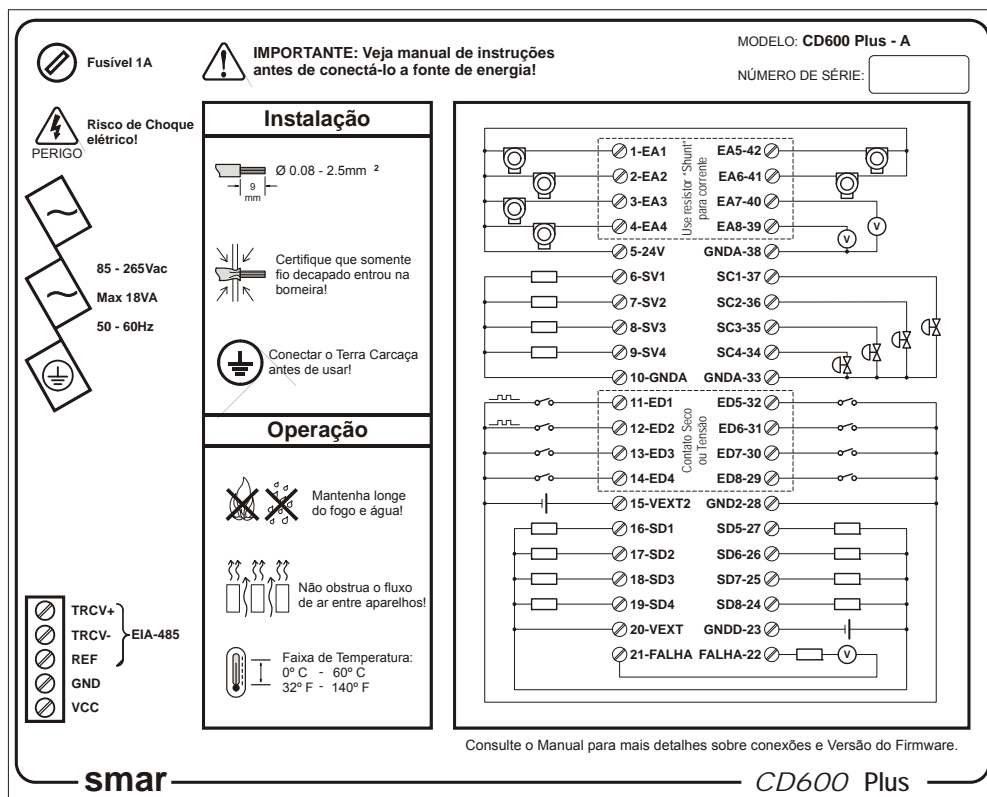 Fusível 1A
IMPORTANTE: Veja manual de instruções
antes de conectá-lo a fonte de energia!
MODELO: CD600 Plus - A
NÚMERO DE SÉRIE:
PERIGO
Risco de Choque
elétrico!
85 - 265Vac
Max 18VA
50 - 60Hz
TRCV+
TRCV-
REF
GND
VCC
EIA-485
Instalação
9
mm
Ø 0.08 - 2.5mm ²
Certifique que somente
fio decapado entrou na
borneira!
Conectar o Terra Carcaça
antes de usar!
Operação
Mantenha longe
do fogo e água!
Não obstrua o fluxo
de ar entre aparelhos!
Faixa de Temperatura:
0º C - 60º C
32º F - 140º F
1-EA1 EA5-42
2-EA2 EA6-41
3-EA3 EA7-40
4-EA4 EA8-39
Use resistor "Shunt"
para corrente
V
V
5-24V GNDA-38
6-SV1 SC1-37
7-SV2 SC2-36
8-SV3 SC3-35
9-SV4 SC4-34
10-GNDA GNDA-33
11-ED1 ED5-32
12-ED2 ED6-31
13-ED3 ED7-30
14-ED4 ED8-29
Contato Seco
ou Tensão
15-VEXT2 GND2-28
16-SD1 SD5-27
17-SD2 SD6-26
18-SD3 SD7-25
19-SD4 SD8-24
20-VEXT GNDD-23
21-FALHA FALHA-22
V
Consulte o Manual para mais detalhes sobre conexões e Versão do Firmware.
smar
CD600 Plus